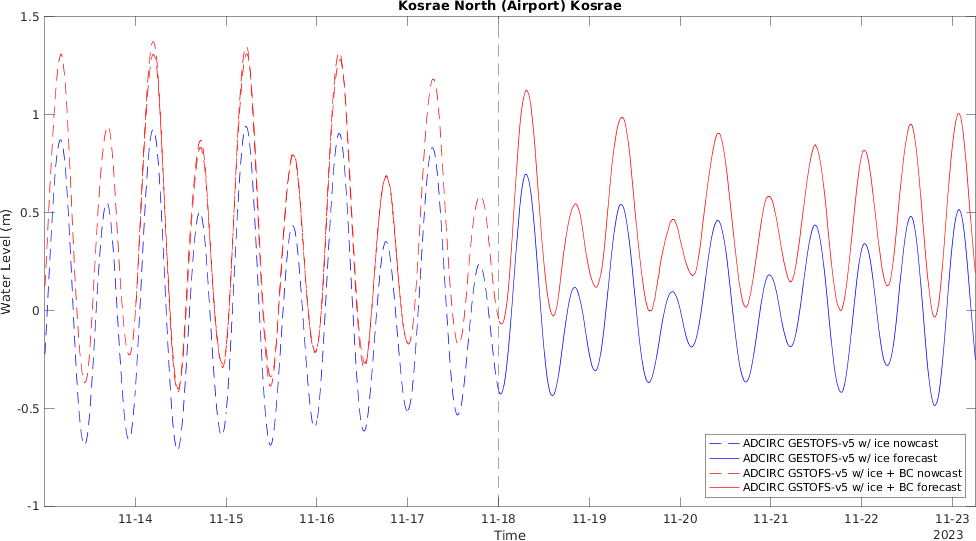 Kosrae North (Airport) Kosrae
1.5
1
0.5
0
-0.5
-1
Water Level (m)
11-14 11-15 11-16 11-17 11-18 11-19 11-20 11-21 11-22 11-23
2023
Time
ADCIRC GESTOFS-v5 w/ ice nowcast
ADCIRC GESTOFS-v5 w/ ice forecast
ADCIRC GSTOFS-v5 w/ ice + BC nowcast
ADCIRC GSTOFS-v5 w/ ice + BC forecast